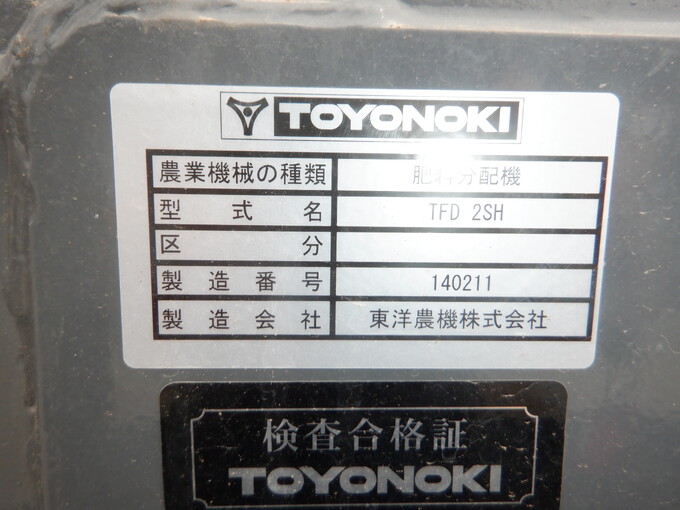 TOYONOKI
農業機械の種類 肥料分配機
型式名 TFD 2SH
区分
製造番号 140211
製造会社 東洋農機株式会社
検査合格証
TOYONOKI